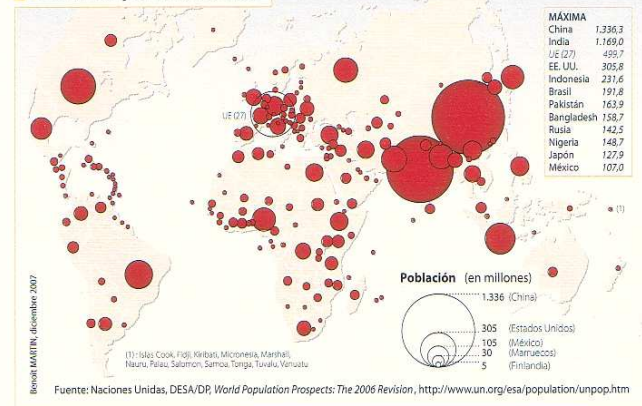 MÁXIMA
China 1.336,3
India 1.169,0
UE (27) 499,7
EE. UU. 305,8
Indonesia 231,6
Brasil 191,8
Pakistán 163,9
Bangladesh 158,7
Rusia 142,5
Nigeria 148,7
Japón 127,9
México 107,0
UE (27)
(1)
Población (en millones)
1.336 (China)
305 (Estados Unidos)
105 (México)
30 (Marruecos)
5 (Finlandia)
Benoît MARTIN, diciembre 2007
(1) : Islas Cook, Fidji, Kiribati, Micronesia, Marshall,
Nauru, Palau, Salomon, Samoa, Tonga, Tuvalu, Vanuatu
Fuente: Naciones Unidas, DESA/DP, World Population Prospects: The 2006 Revision, http://www.un.org/esa/population/unpop.htm